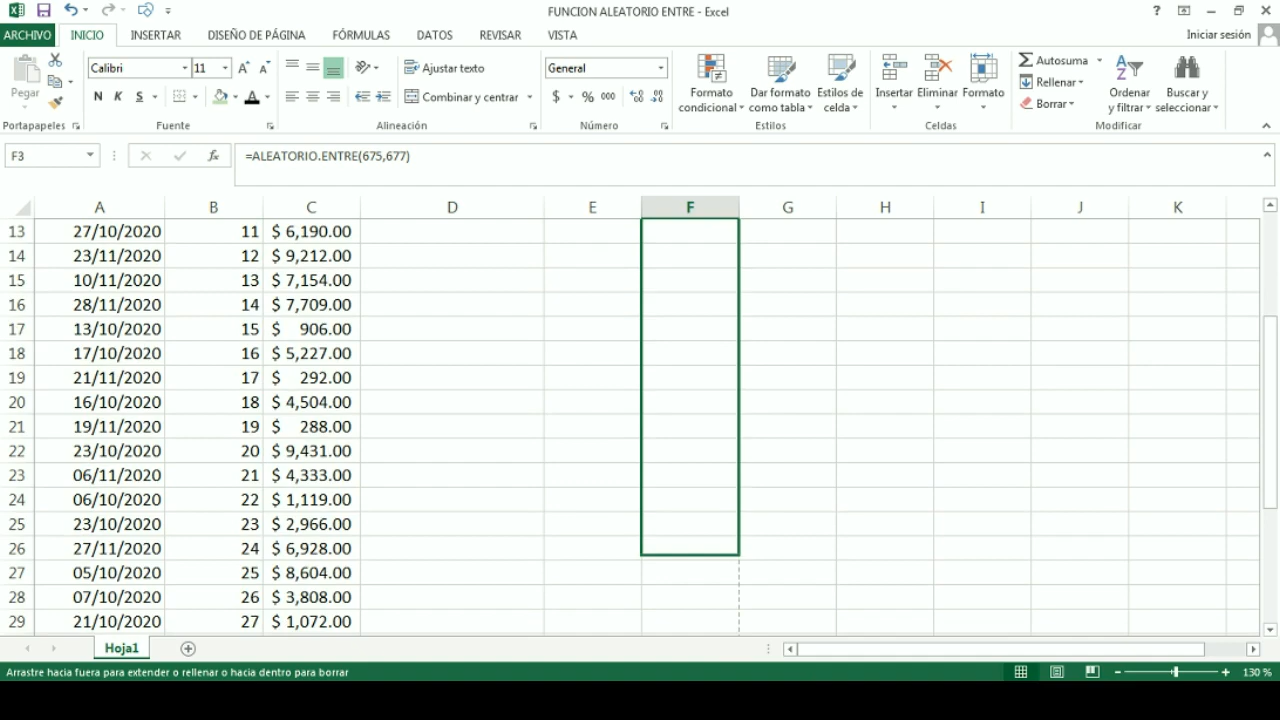 FUNCION ALEATORIO ENTRE - Excel
ARCHIVO INICIO INSERTAR DISEÑO DE PÁGINA FÓRMULAS DATOS REVISAR VISTA Iniciar sesión
Pegar
Calibri 11
N K S A
Ajustar texto
Combinar y centrar
General
$ % 000
Formato condicional
Dar formato como tabla
Estilos de celda
Insertar Eliminar Formato
Autosuma
Rellenar
Borrar
Ordenar y filtrar
Buscar y seleccionar
Portapapeles Fuente Alineación Número Estilos Celdas Modificar
F3 fx =ALEATORIO.ENTRE(675,677)
A B C D E F G H I J K
13 27/10/2020 11 $ 6,190.00
14 23/11/2020 12 $ 9,212.00
15 10/11/2020 13 $ 7,154.00
16 28/11/2020 14 $ 7,709.00
17 13/10/2020 15 $ 906.00
18 17/10/2020 16 $ 5,227.00
19 21/11/2020 17 $ 292.00
20 16/10/2020 18 $ 4,504.00
21 19/11/2020 19 $ 288.00
22 23/10/2020 20 $ 9,431.00
23 06/11/2020 21 $ 4,333.00
24 06/10/2020 22 $ 1,119.00
25 23/10/2020 23 $ 2,966.00
26 27/11/2020 24 $ 6,928.00
27 05/10/2020 25 $ 8,604.00
28 07/10/2020 26 $ 3,808.00
29 21/10/2020 27 $ 1,072.00
Hoja1
Arrastre hacia fuera para extender o rellenar o hacia dentro para borrar
130 %